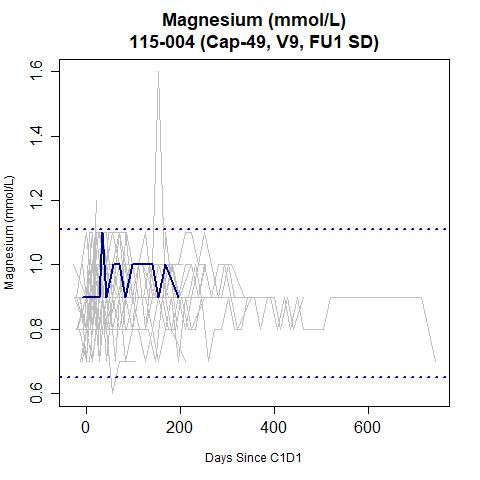 Magnesium (mmol/L)
115-004 (Cap-49, V9, FU1 SD)
Magnesium (mmol/L)
1.6
1.4
1.2
1.0
0.8
0.6
0
200
400
600
Days Since C1D1